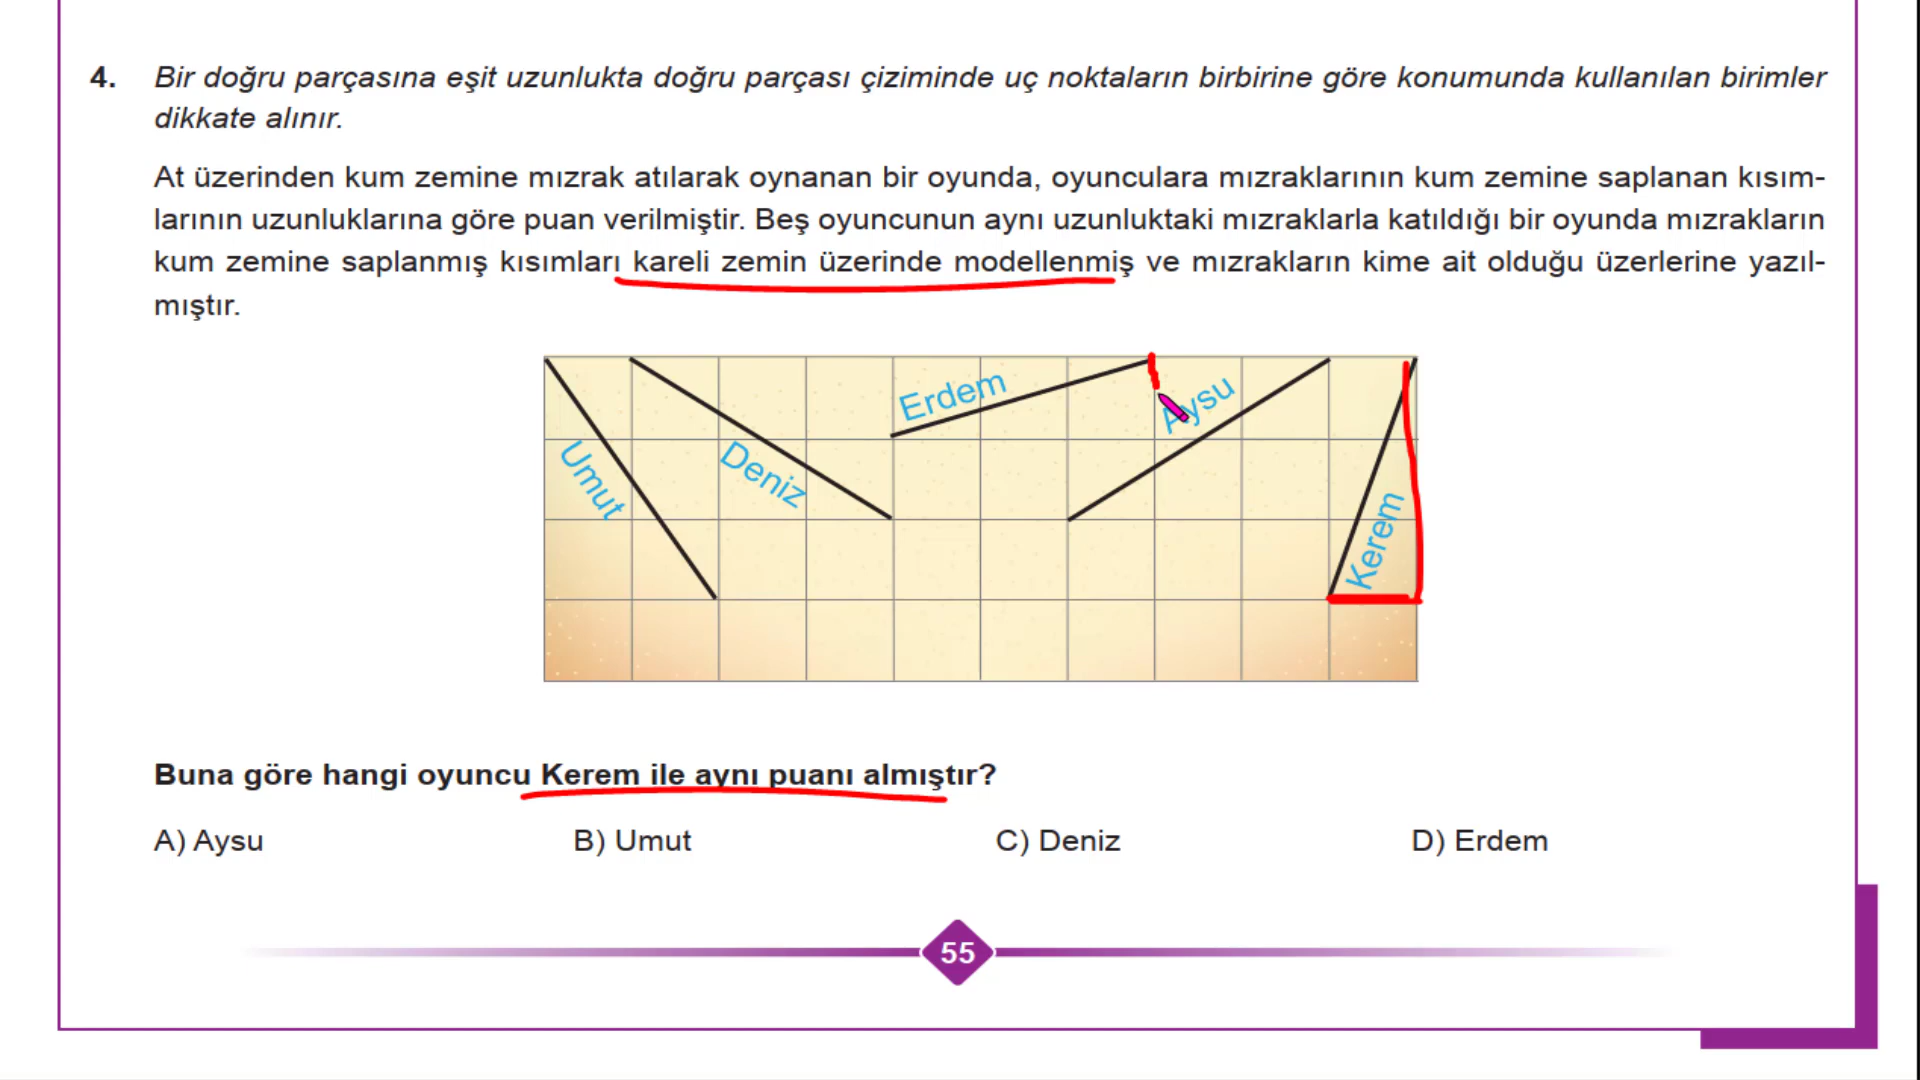 4. Bir doğru parçasına eşit uzunlukta doğru parçası çiziminde uç noktaların birbirine göre konumunda kullanılan birimler
dikkate alınır.
At üzerinden kum zemine mızrak atılarak oynanan bir oyunda, oyunculara mızraklarının kum zemine saplanan kısım-
larının uzunluklarına göre puan verilmiştir. Beş oyuncunun aynı uzunluktaki mızraklarla katıldığı bir oyunda mızrakların
kum zemine saplanmış kısımları kareli zemin üzerinde modellenmiş ve mızrakların kime ait olduğu üzerlerine yazıl-
mıştır.
Umut
Deniz
Erdem
Aysu
Kerem
Buna göre hangi oyuncu Kerem ile aynı puanı almıştır?
A) Aysu B) Umut C) Deniz D) Erdem
55